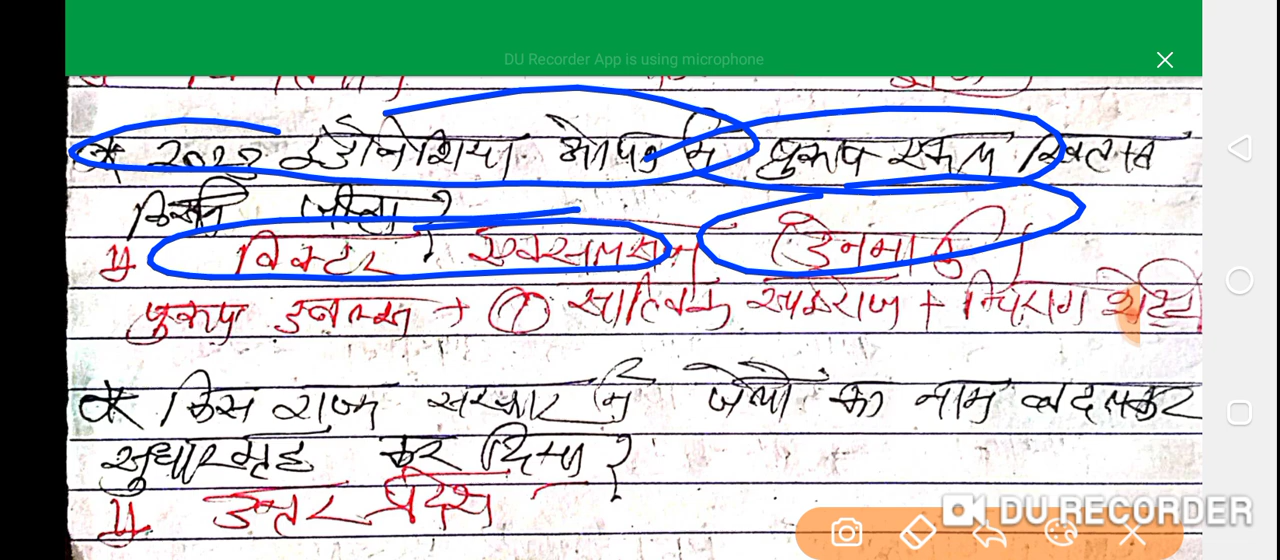 DU Recorder App is using microphone
* 2023 इंडोनेशिया ओपन में पुरूष एकल खिताब
किसने जीता?
विक्टर एक्सेलसन (डेनमार्क)
पुरूष डबल्स + सात्विक साईराज + चिराग शेट्टी
* किस राज्य सरकार ने जेलों का नाम बदलकर
सुधारगृह कर दिया?
उत्तर प्रदेश
DU RECORDER